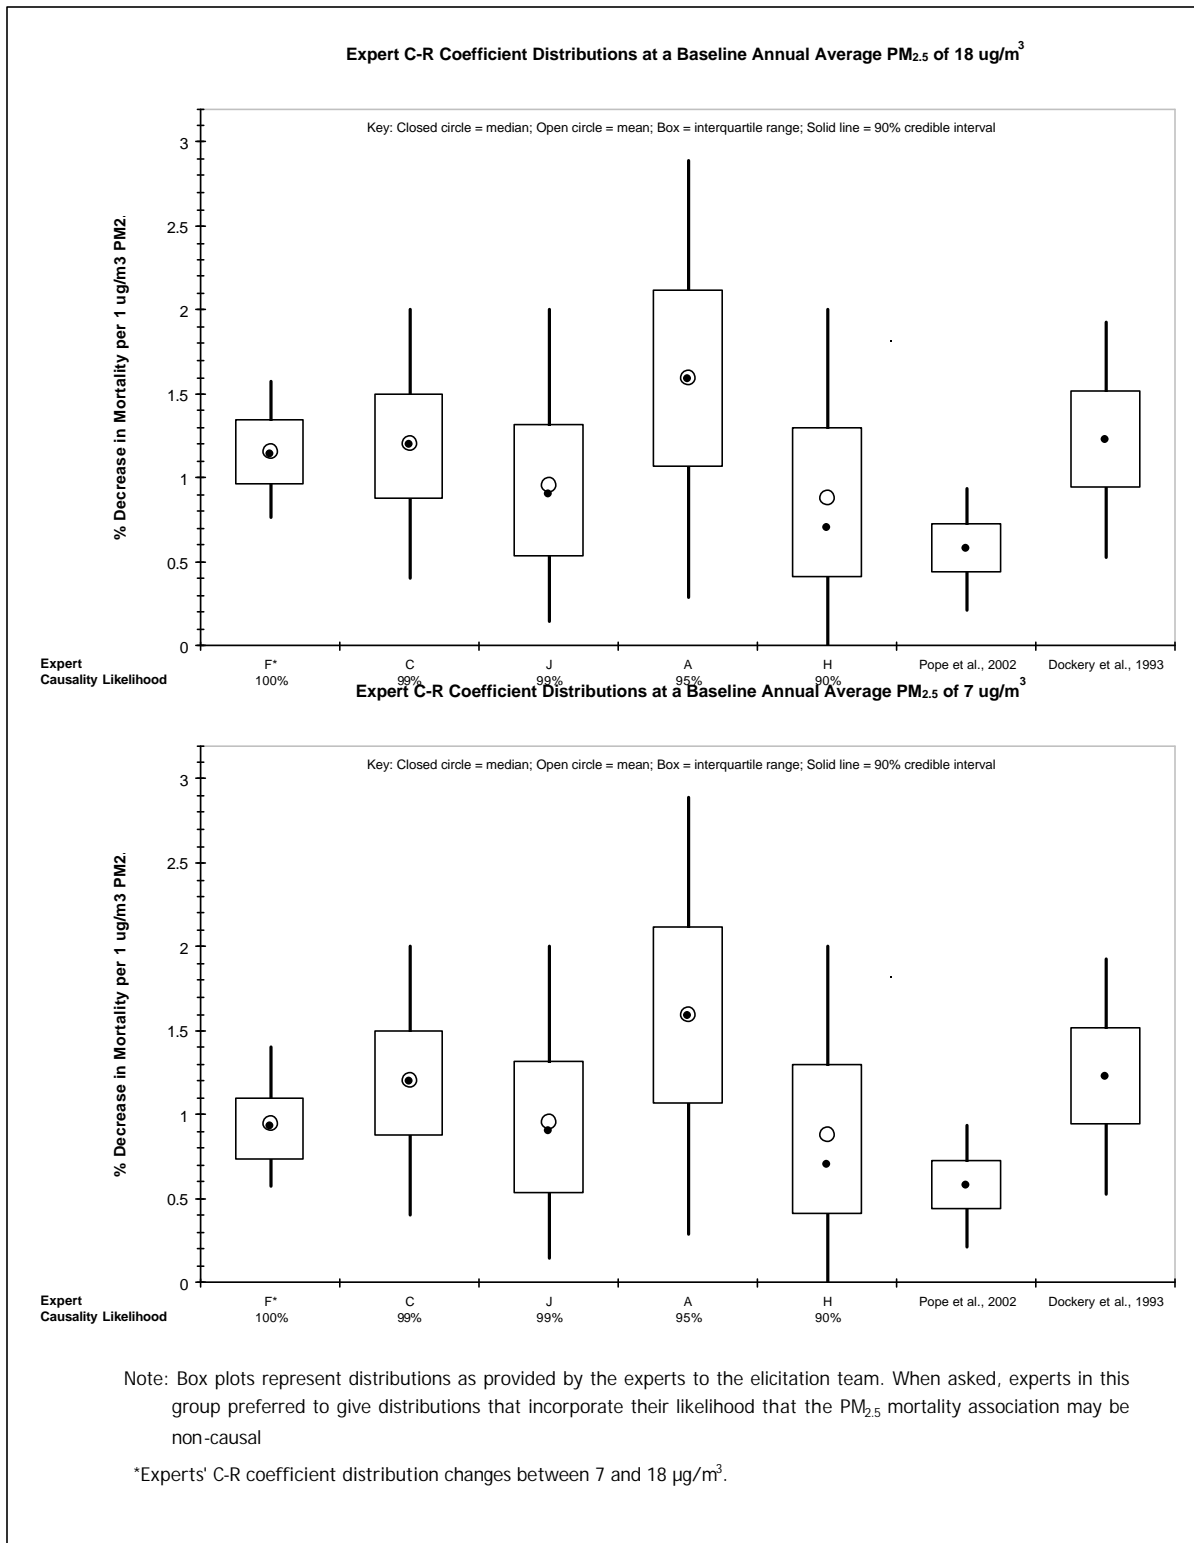 Expert C-R Coefficient Distributions at a Baseline Annual Average PM2.5 of 18 ug/m3
Key: Closed circle = median; Open circle = mean; Box = interquartile range; Solid line = 90% credible interval
3
2.5
2
1.5
1
0.5
0
% Decrease in Mortality per 1 ug/m3 PM2.
Expert F* C J A H Pope et al., 2002 Dockery et al., 1993
Causality Likelihood 100% 99% 99% 95% 90%
Expert C-R Coefficient Distributions at a Baseline Annual Average PM2.5 of 7 ug/m3
Key: Closed circle = median; Open circle = mean; Box = interquartile range; Solid line = 90% credible interval
3
2.5
2
1.5
1
0.5
0
% Decrease in Mortality per 1 ug/m3 PM2.
Expert F* C J A H Pope et al., 2002 Dockery et al., 1993
Causality Likelihood 100% 99% 99% 95% 90%
Note: Box plots represent distributions as provided by the experts to the elicitation team. When asked, experts in this
group preferred to give distributions that incorporate their likelihood that the PM2.5 mortality association may be
non-causal
*Experts' C-R coefficient distribution changes between 7 and 18 µg/m3.